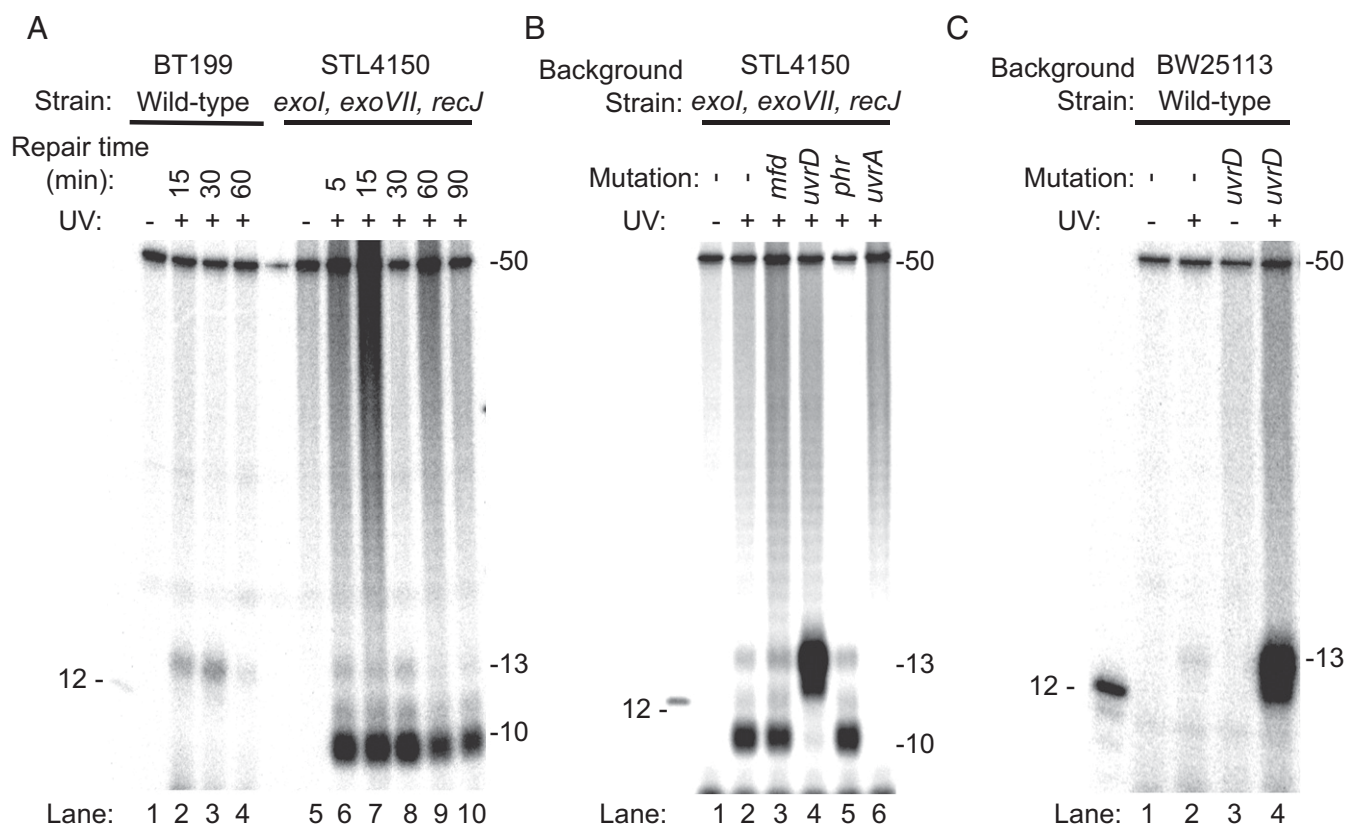 A
BT199 STL4150
Strain: Wild-type exoI, exoVII, recJ
Repair time
(min): 15 30 60 5 15 30 60 90
UV: - + + + - + + + + +
-50
-13
12 -
-10
Lane: 1 2 3 4 5 6 7 8 9 10
B
Background STL4150
Strain: exoI, exoVII, recJ
Mutation: - - mfd uvrD phr uvrA
UV: - + + + + +
-50
-13
12 -
-10
Lane: 1 2 3 4 5 6
C
Background BW25113
Strain: Wild-type
Mutation: - - uvrD uvrD
UV: - + - +
-50
-13
12 -
Lane: 1 2 3 4